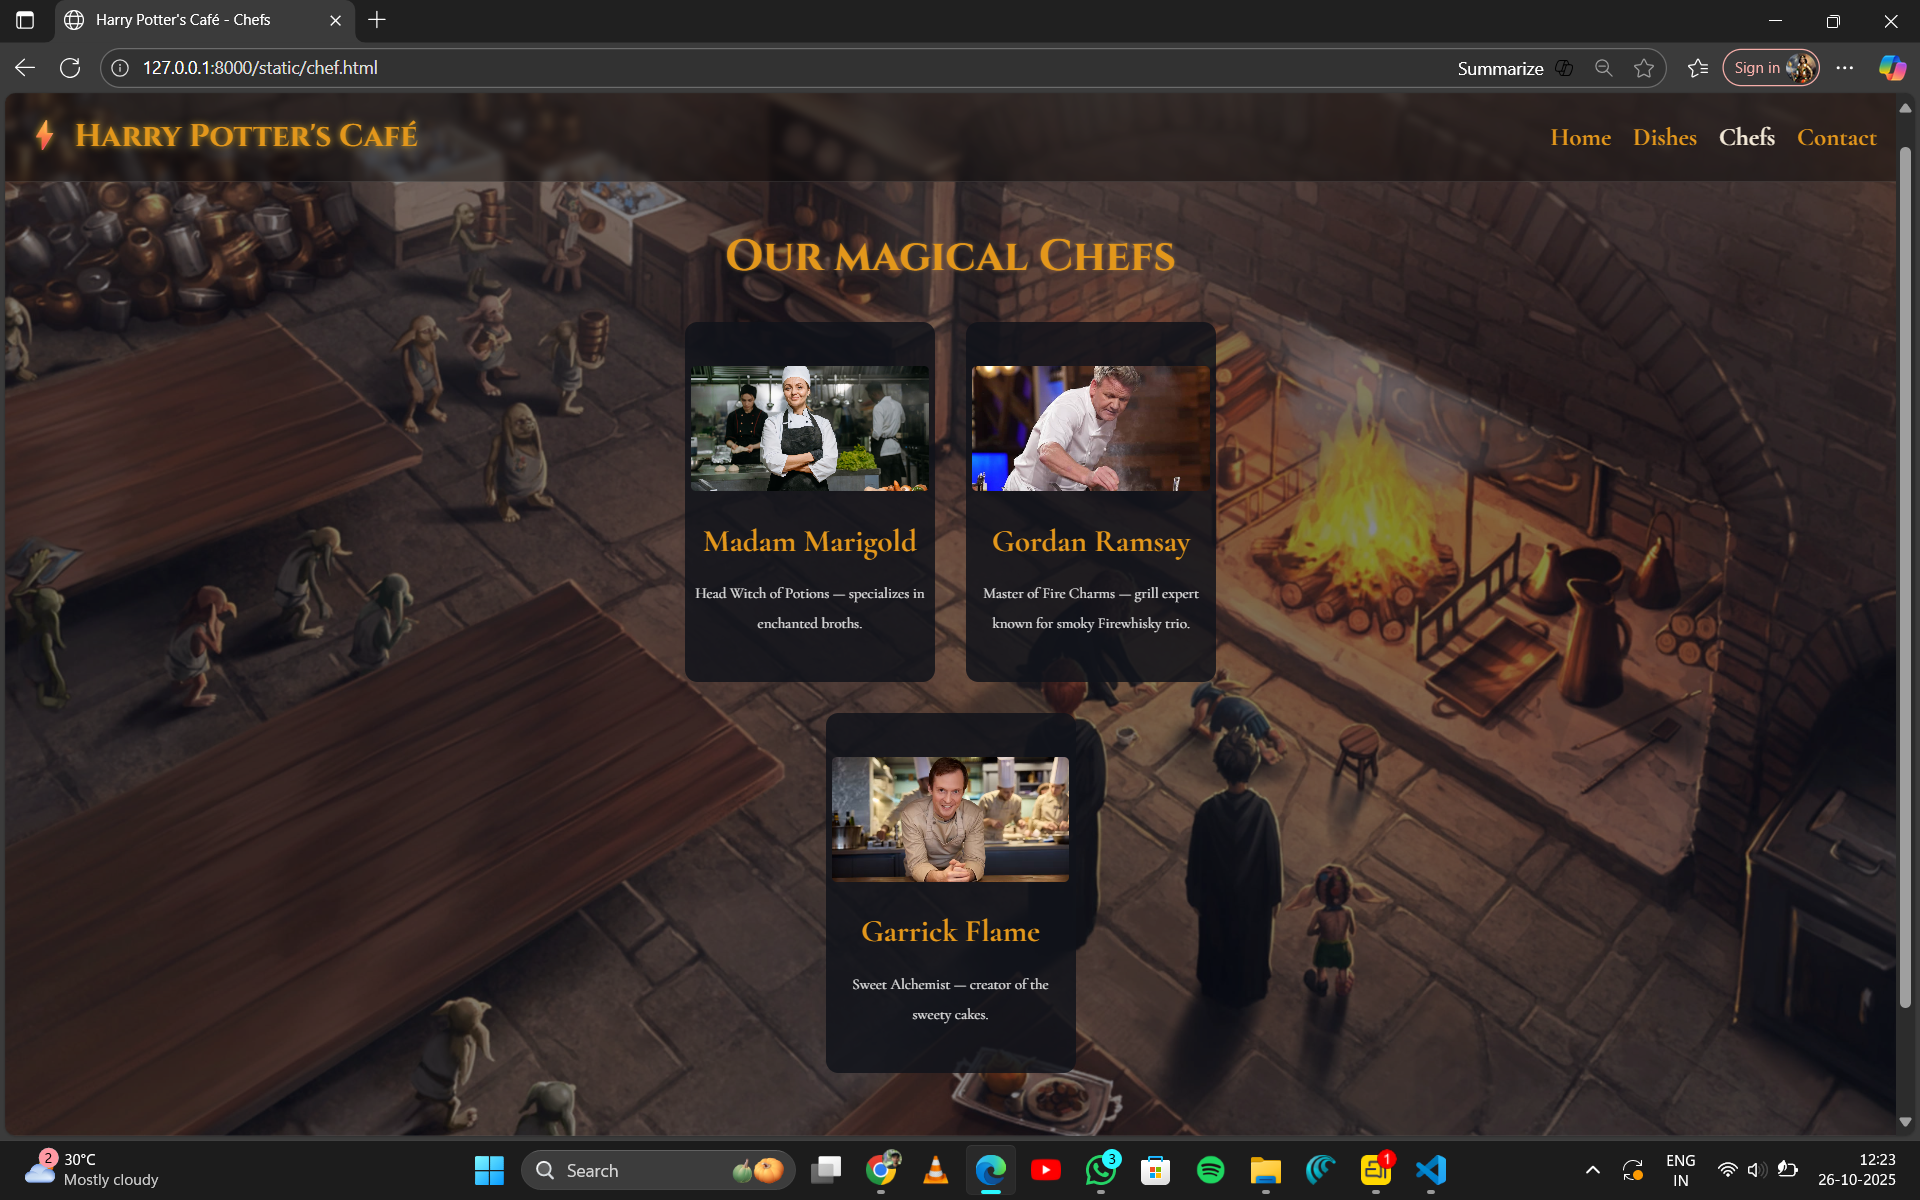 Harry Potter's Café - Chefs
127.0.0.1:8000/static/chef.html
Summarize
Sign in
HARRY POTTER'S CAFÉ
Home Dishes Chefs Contact
OUR MAGICAL CHEFS
Madam Marigold
Head Witch of Potions — specializes in
enchanted broths.
Gordan Ramsay
Master of Fire Charms — grill expert
known for smoky Firewhisky trio.
Garrick Flame
Sweet Alchemist — creator of the
sweety cakes.
2
30°C
Mostly cloudy
Search
3
1
ENG
IN
12:23
26-10-2025